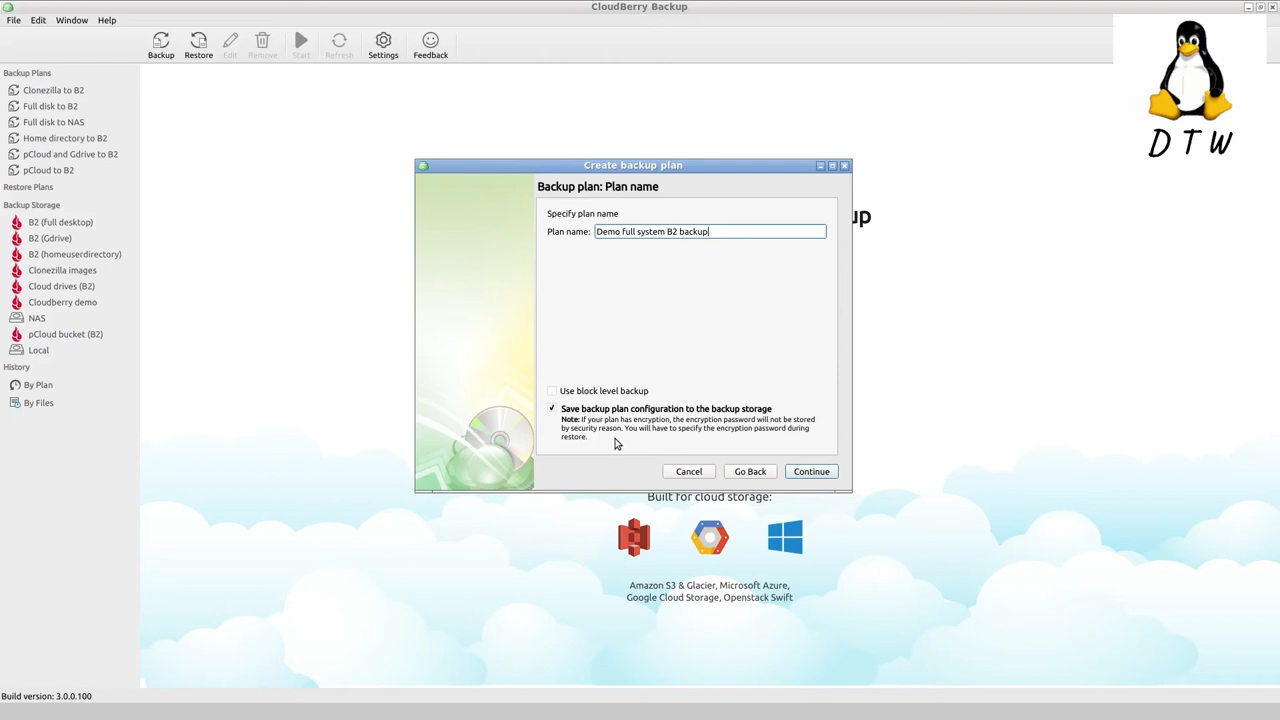 CloudBerry Backup
File Edit Window Help
Backup Restore Edit Remove Start Refresh Settings Feedback
DTW
Backup Plans
Clonezilla to B2
Full disk to B2
Full disk to NAS
Home directory to B2
pCloud and Gdrive to B2
pCloud to B2
Restore Plans
Backup Storage
B2 (full desktop)
B2 (Gdrive)
B2 (homeuserdirectory)
Clonezilla images
Cloud drives (B2)
Cloudberry demo
NAS
pCloud bucket (B2)
Local
History
By Plan
By Files
Create backup plan
Backup plan: Plan name
Specify plan name
Plan name: Demo full system B2 backup
Use block level backup
Save backup plan configuration to the backup storage
Note: If your plan has encryption, the encryption password will not be stored
by security reason. You will have to specify the encryption password during
restore.
Cancel Go Back Continue
up
Built for cloud storage:
Amazon S3 & Glacier, Microsoft Azure,
Google Cloud Storage, Openstack Swift
Build version: 3.0.0.100